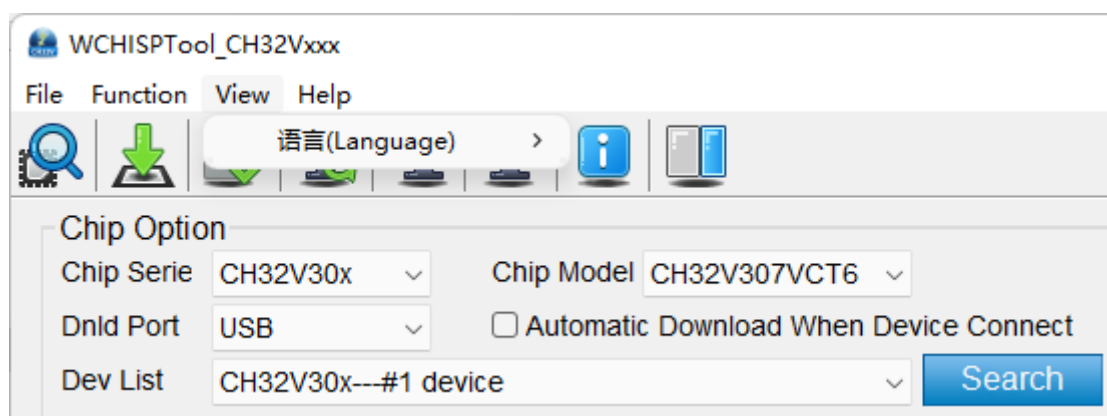 WCHISPTool_CH32Vxxx
File Function View Help
语言(Language) >
Chip Option
Chip Serie CH32V30x Chip Model CH32V307VCT6
Dnld Port USB Automatic Download When Device Connect
Dev List CH32V30x---#1 device Search